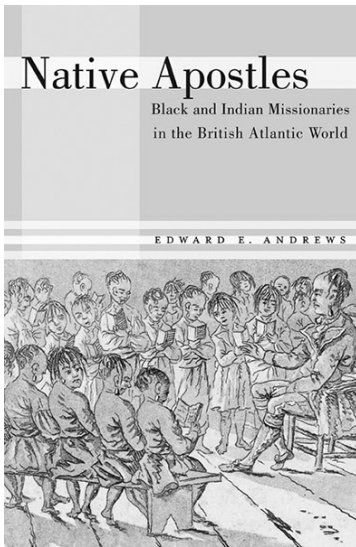 Native Apostles
Black and Indian Missionaries
in the British Atlantic World
EDWARD E. ANDREWS